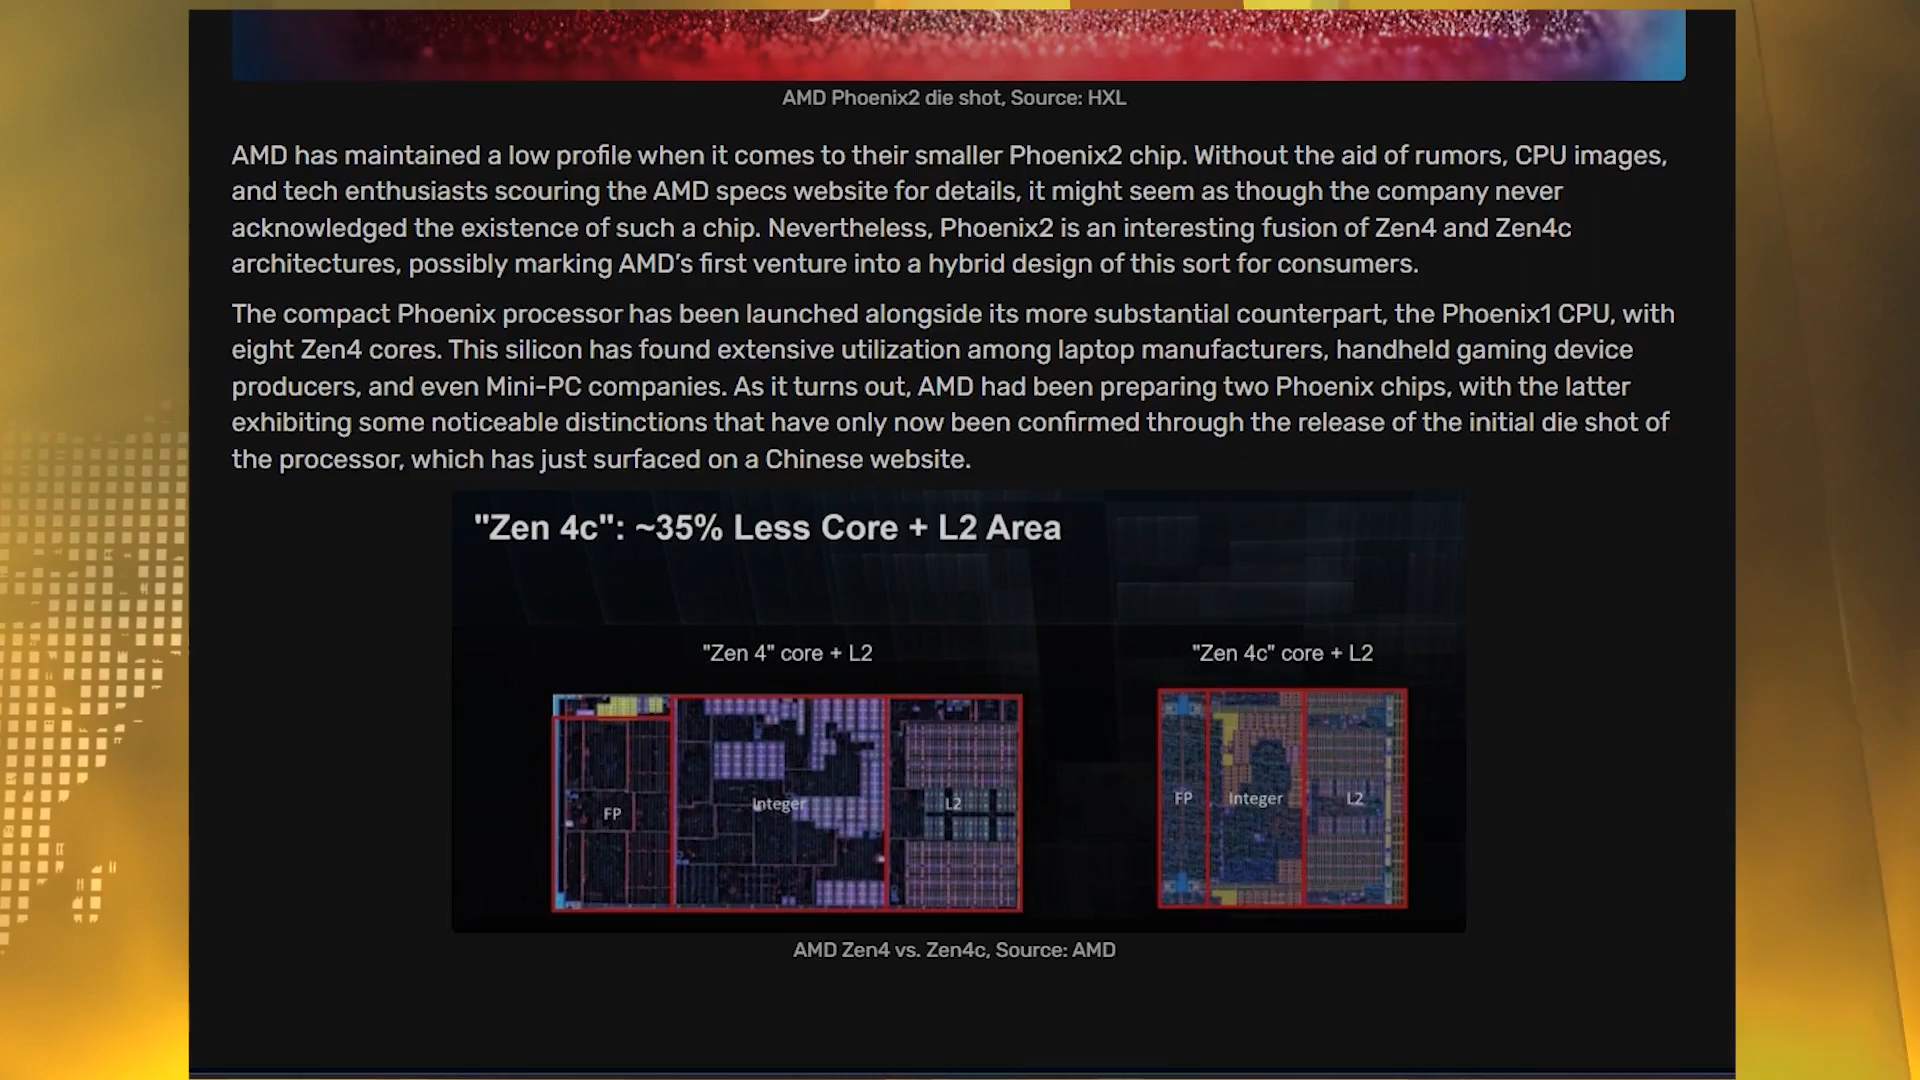 AMD Phoenix2 die shot, Source: HXL
AMD has maintained a low profile when it comes to their smaller Phoenix2 chip. Without the aid of rumors, CPU images,
and tech enthusiasts scouring the AMD specs website for details, it might seem as though the company never
acknowledged the existence of such a chip. Nevertheless, Phoenix2 is an interesting fusion of Zen4 and Zen4c
architectures, possibly marking AMD's first venture into a hybrid design of this sort for consumers.
The compact Phoenix processor has been launched alongside its more substantial counterpart, the Phoenix1 CPU, with
eight Zen4 cores. This silicon has found extensive utilization among laptop manufacturers, handheld gaming device
producers, and even Mini-PC companies. As it turns out, AMD had been preparing two Phoenix chips, with the latter
exhibiting some noticeable distinctions that have only now been confirmed through the release of the initial die shot of
the processor, which has just surfaced on a Chinese website.
"Zen 4c": ~35% Less Core + L2 Area
"Zen 4" core + L2
"Zen 4c" core + L2
FP
Integer
L2
FP
Integer
L2
AMD Zen4 vs. Zen4c, Source: AMD